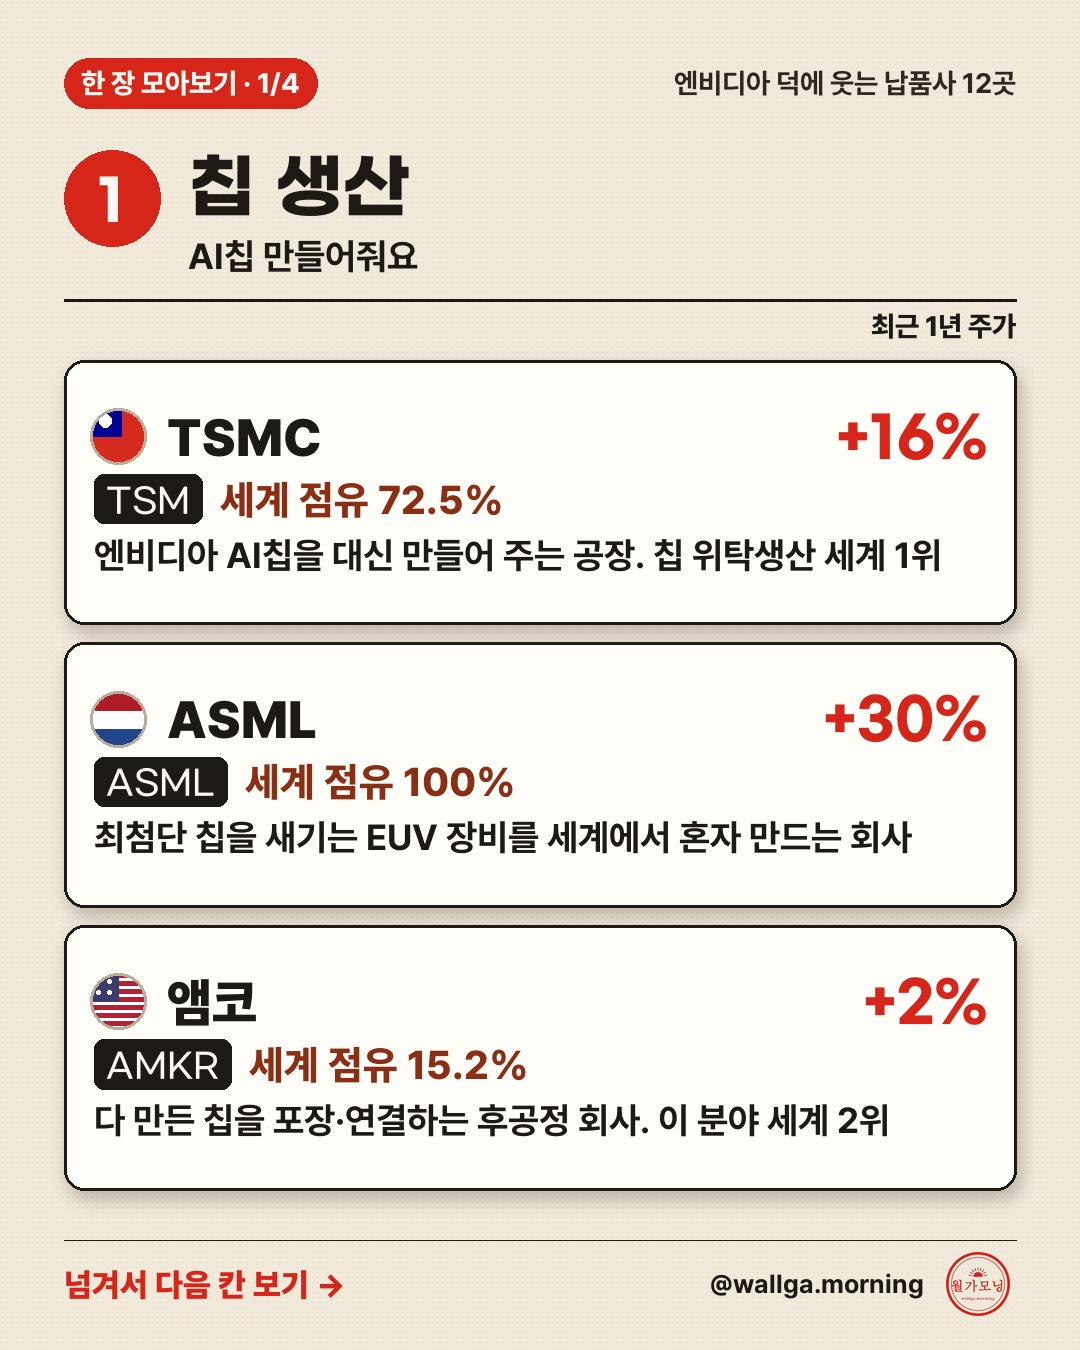 한 장 모아보기 · 1/4
엔비디아 덕에 웃는 납품사 12곳
1
칩 생산
AI칩 만들어줘요
최근 1년 주가
TSMC
+16%
TSM 세계 점유 72.5%
엔비디아 AI칩을 대신 만들어 주는 공장. 칩 위탁생산 세계 1위
ASML
+30%
ASML 세계 점유 100%
최첨단 칩을 새기는 EUV 장비를 세계에서 혼자 만드는 회사
앰코
+2%
AMKR 세계 점유 15.2%
다 만든 칩을 포장·연결하는 후공정 회사. 이 분야 세계 2위
넘겨서 다음 칸 보기 →
@wallga.morning
월가모닝
wallga.morning